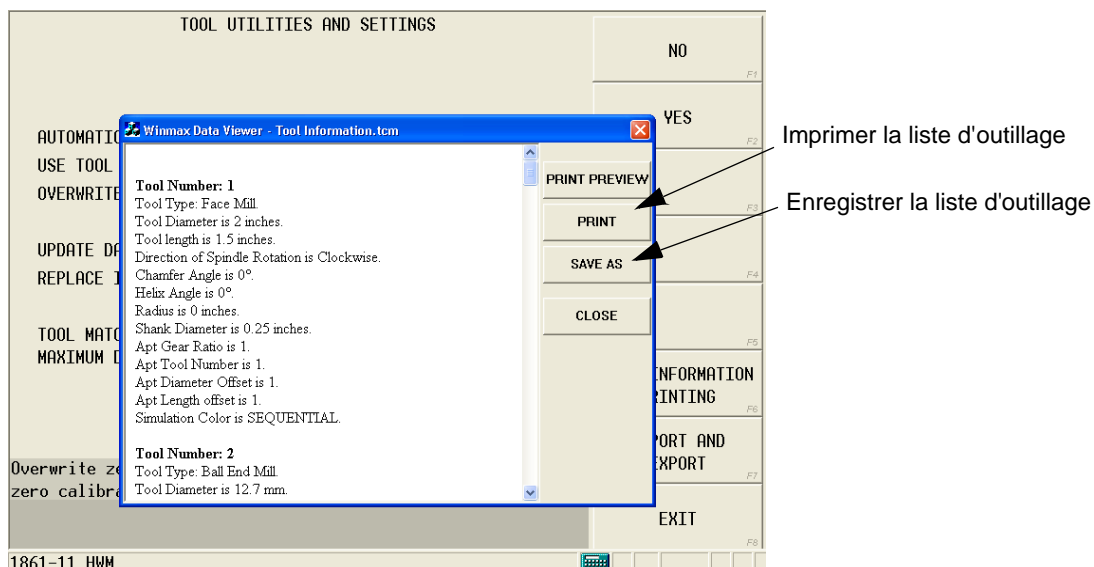 TOOL UTILITIES AND SETTINGS
NO
F1
YES
F2
F3
F4
F5
INFORMATION
RINTING
F6
PORT AND
EXPORT
F7
EXIT
F8
AUTOMATIC
USE TOOL
OVERWRITE
UPDATE DA
REPLACE I
TOOL MATC
MAXIMUM D
Overwrite ze
zero calibra
1861-11 HWM
Winmax Data Viewer - Tool Information.tcm
Tool Number: 1
Tool Type: Face Mill.
Tool Diameter is 2 inches.
Tool length is 1.5 inches.
Direction of Spindle Rotation is Clockwise.
Chamfer Angle is 0°.
Helix Angle is 0°.
Radius is 0 inches.
Shank Diameter is 0.25 inches.
Apt Gear Ratio is 1.
Apt Tool Number is 1.
Apt Diameter Offset is 1.
Apt Length offset is 1.
Simulation Color is SEQUENTIAL.
Tool Number: 2
Tool Type: Ball End Mill.
Tool Diameter is 12.7 mm.
PRINT PREVIEW
PRINT
SAVE AS
CLOSE
Imprimer la liste d'outillage
Enregistrer la liste d'outillage